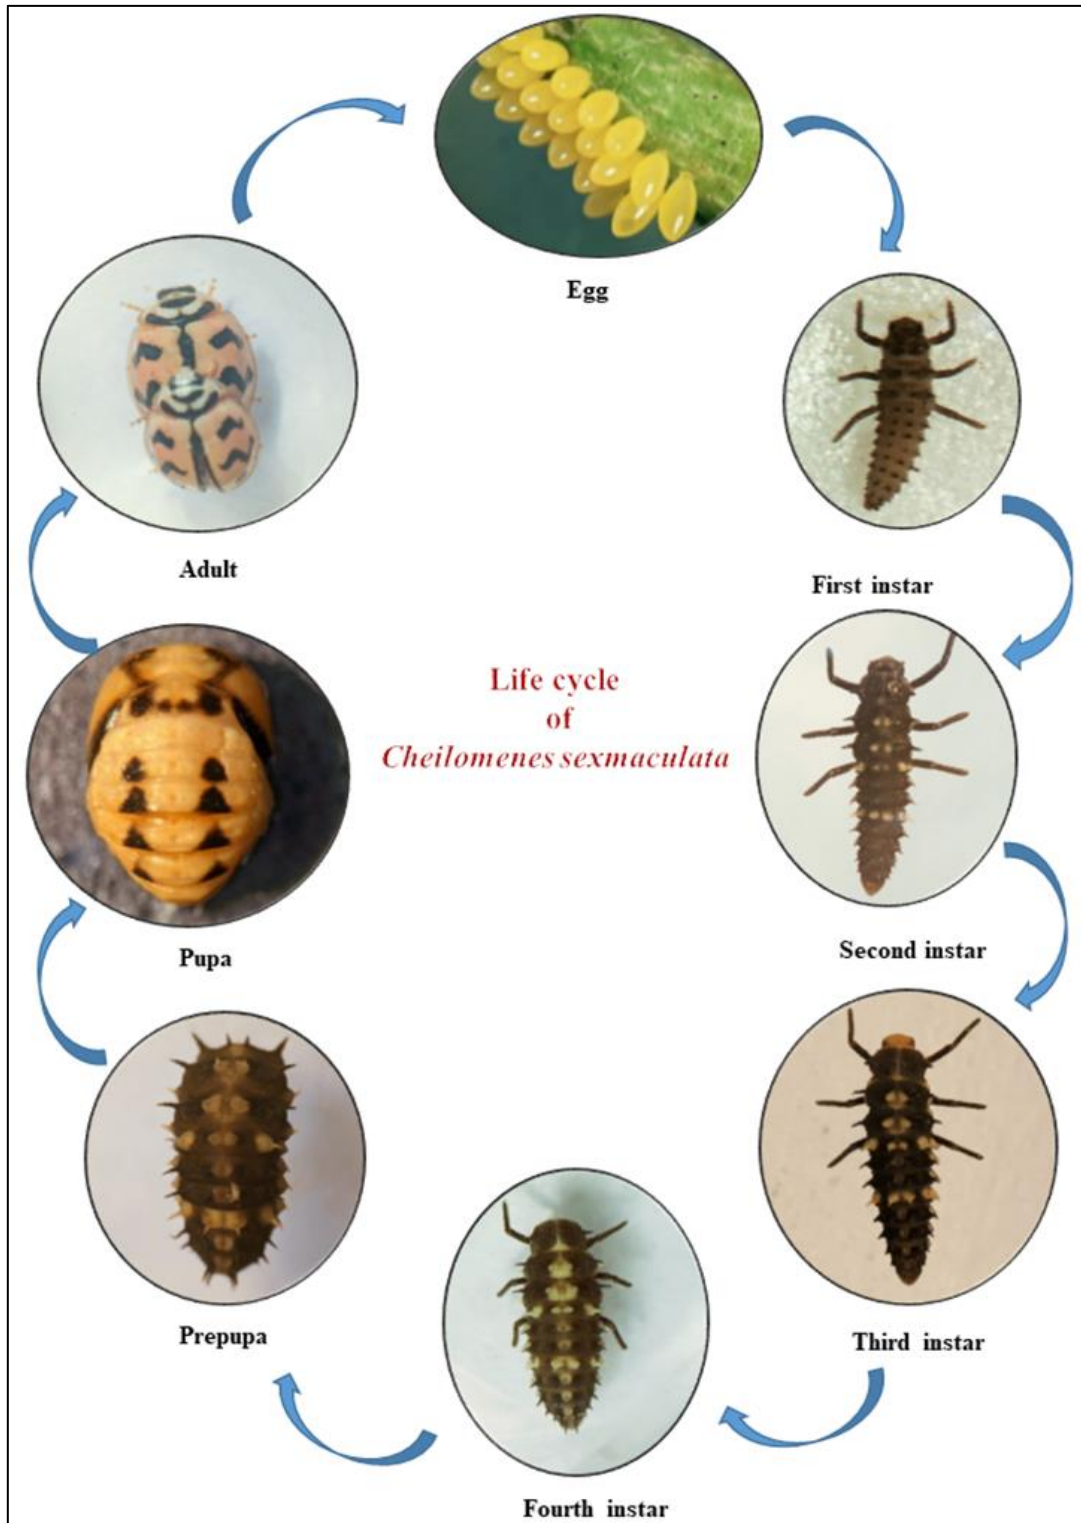 Egg
Adult
First instar
Life cycle
of
Cheilomenes sexmaculata
Pupa
Second instar
Prepupa
Third instar
Fourth instar